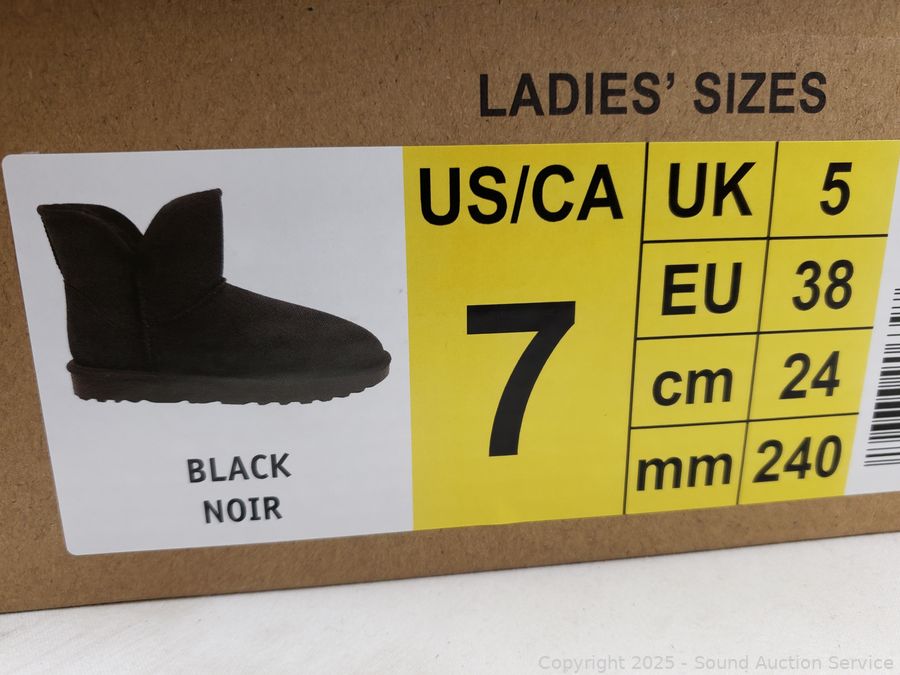 LADIES' SIZES
US/CA
7
UK 5
EU 38
cm 24
mm 240
BLACK
NOIR
Copyright 2025 - Sound Auction Service